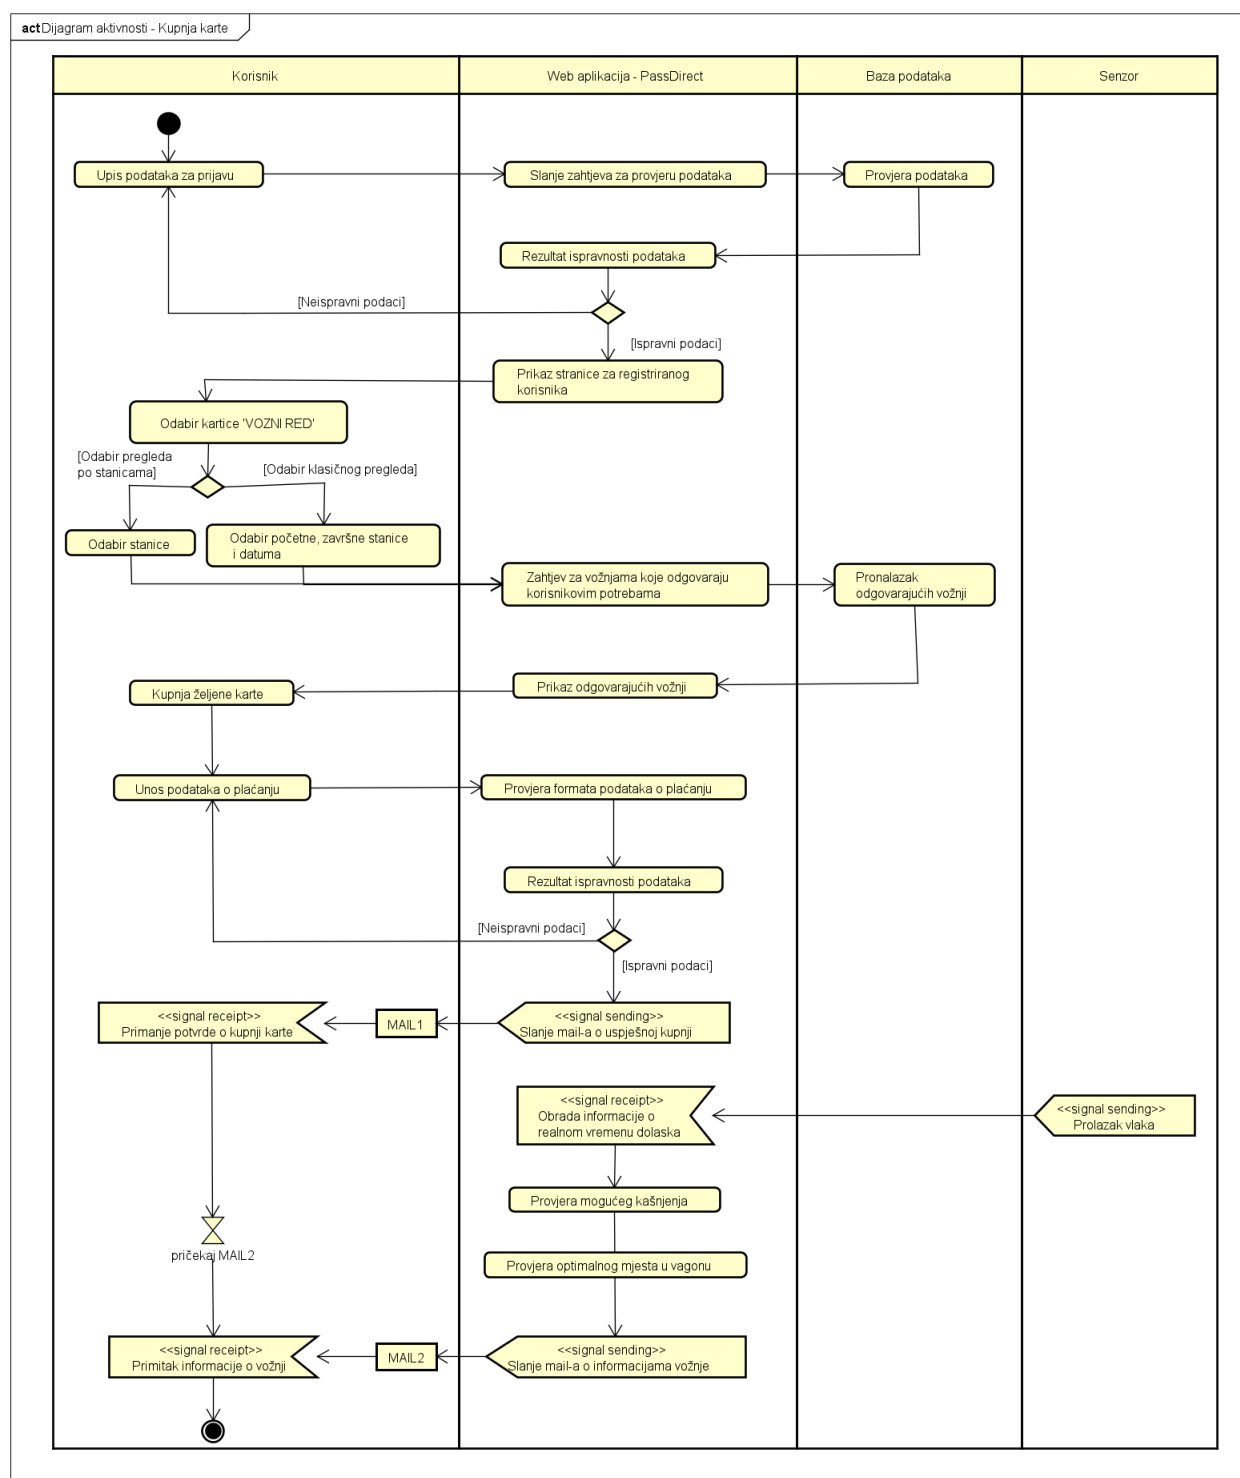 act Dijagram aktivnosti - Kupnja karte
Korisnik
Web aplikacija - PassDirect
Baza podataka
Senzor
Upis podataka za prijavu
Slanje zahtjeva za provjeru podataka
Provjera podataka
Rezultat ispravnosti podataka
[Neispravni podaci]
[Ispravni podaci]
Prikaz stranice za registriranog
korisnika
Odabir kartice 'VOZNI RED'
[Odabir pregleda
po stanicama]
[Odabir klasičnog pregleda]
Odabir stanice
Odabir početne, završne stanice
i datuma
Zahtjev za vožnjama koje odgovaraju
korisnikovim potrebama
Pronalazak
odgovarajućih vožnji
Prikaz odgovarajućih vožnji
Kupnja željene karte
Unos podataka o plaćanju
Provjera formata podataka o plaćanju
Rezultat ispravnosti podataka
[Neispravni podaci]
[Ispravni podaci]
<<signal receipt>>
Primanje potvrde o kupnji karte
MAIL1
<<signal sending>>
Slanje mail-a o uspješnoj kupnji
<<signal receipt>>
Obrada informacije o
realnom vremenu dolaska
<<signal sending>>
Prolazak vlaka
Provjera mogućeg kašnjenja
pričekaj MAIL2
Provjera optimalnog mjesta u vagonu
<<signal receipt>>
Primitak informacije o vožnji
MAIL2
<<signal sending>>
Slanje mail-a o informacijama vožnje